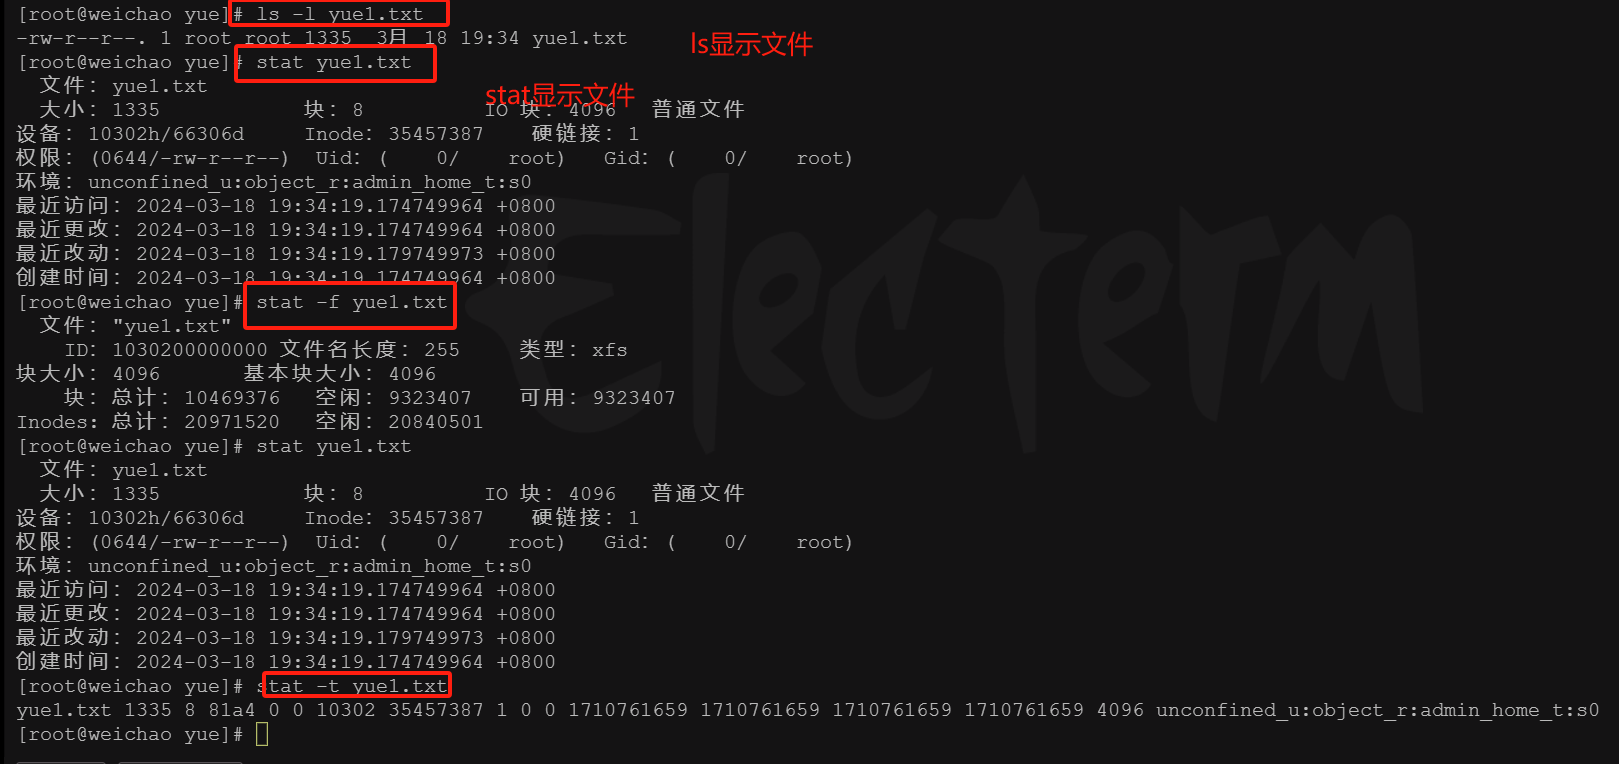 [root@weichao yue]# ls -l yue1.txt
-rw-r--r--. 1 root root 1335  3月  18 19:34 yue1.txt
ls显示文件
[root@weichao yue]# stat yue1.txt
文件：yue1.txt
stat显示文件
大小：1335            块：8          IO 块：4096   普通文件
设备：10302h/66306d     Inode：35457387    硬链接：1
权限：(0644/-rw-r--r--)  Uid：(    0/    root)   Gid：(    0/    root)
环境：unconfined_u:object_r:admin_home_t:s0
最近访问：2024-03-18 19:34:19.174749964 +0800
最近更改：2024-03-18 19:34:19.174749964 +0800
最近改动：2024-03-18 19:34:19.179749973 +0800
创建时间：2024-03-18 19:34:19.174749964 +0800
[root@weichao yue]# stat -f yue1.txt
文件："yue1.txt"
ID：1030200000000 文件名长度：255     类型：xfs
块大小：4096       基本块大小：4096
块：总计：10469376   空闲：9323407    可用：9323407
Inodes：总计：20971520   空闲：20840501
[root@weichao yue]# stat yue1.txt
文件：yue1.txt
大小：1335            块：8          IO 块：4096   普通文件
设备：10302h/66306d     Inode：35457387    硬链接：1
权限：(0644/-rw-r--r--)  Uid：(    0/    root)   Gid：(    0/    root)
环境：unconfined_u:object_r:admin_home_t:s0
最近访问：2024-03-18 19:34:19.174749964 +0800
最近更改：2024-03-18 19:34:19.174749964 +0800
最近改动：2024-03-18 19:34:19.179749973 +0800
创建时间：2024-03-18 19:34:19.174749964 +0800
[root@weichao yue]# stat -t yue1.txt
yue1.txt 1335 8 81a4 0 0 10302 35457387 1 0 0 1710761659 1710761659 1710761659 1710761659 4096 unconfined_u:object_r:admin_home_t:s0
[root@weichao yue]#
Electerm